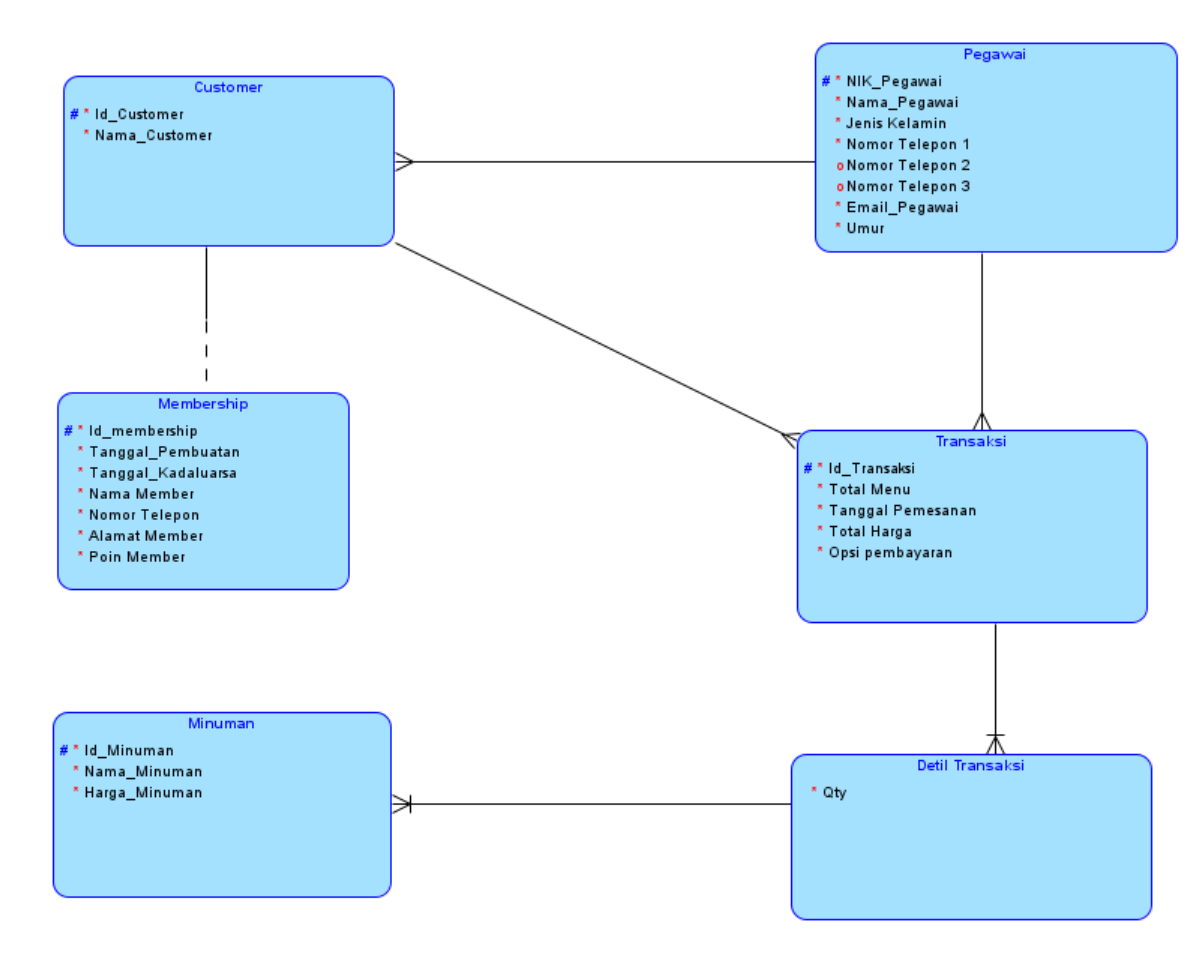 Customer
# * Id_Customer
* Nama_Customer
Pegawai
# * NIK_Pegawai
* Nama_Pegawai
* Jenis Kelamin
* Nomor Telepon 1
o Nomor Telepon 2
o Nomor Telepon 3
* Email_Pegawai
* Umur
Membership
# * Id_membership
* Tanggal_Pembuatan
* Tanggal_Kadaluarsa
* Nama Member
* Nomor Telepon
* Alamat Member
* Poin Member
Transaksi
# * Id_Transaksi
* Total Menu
* Tanggal Pemesanan
* Total Harga
* Opsi pembayaran
Minuman
# * Id_Minuman
* Nama_Minuman
* Harga_Minuman
Detil Transaksi
* Qty